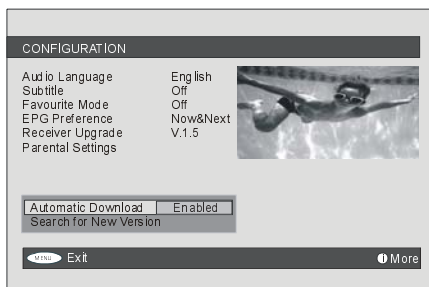 CONFIGURATION
Audio Language English
Subtitle Off
Favourite Mode Off
EPG Preference Now&Next
Receiver Upgrade V.1.5
Parental Settings
Automatic Download Enabled
Search for New Version
MENU Exit i More